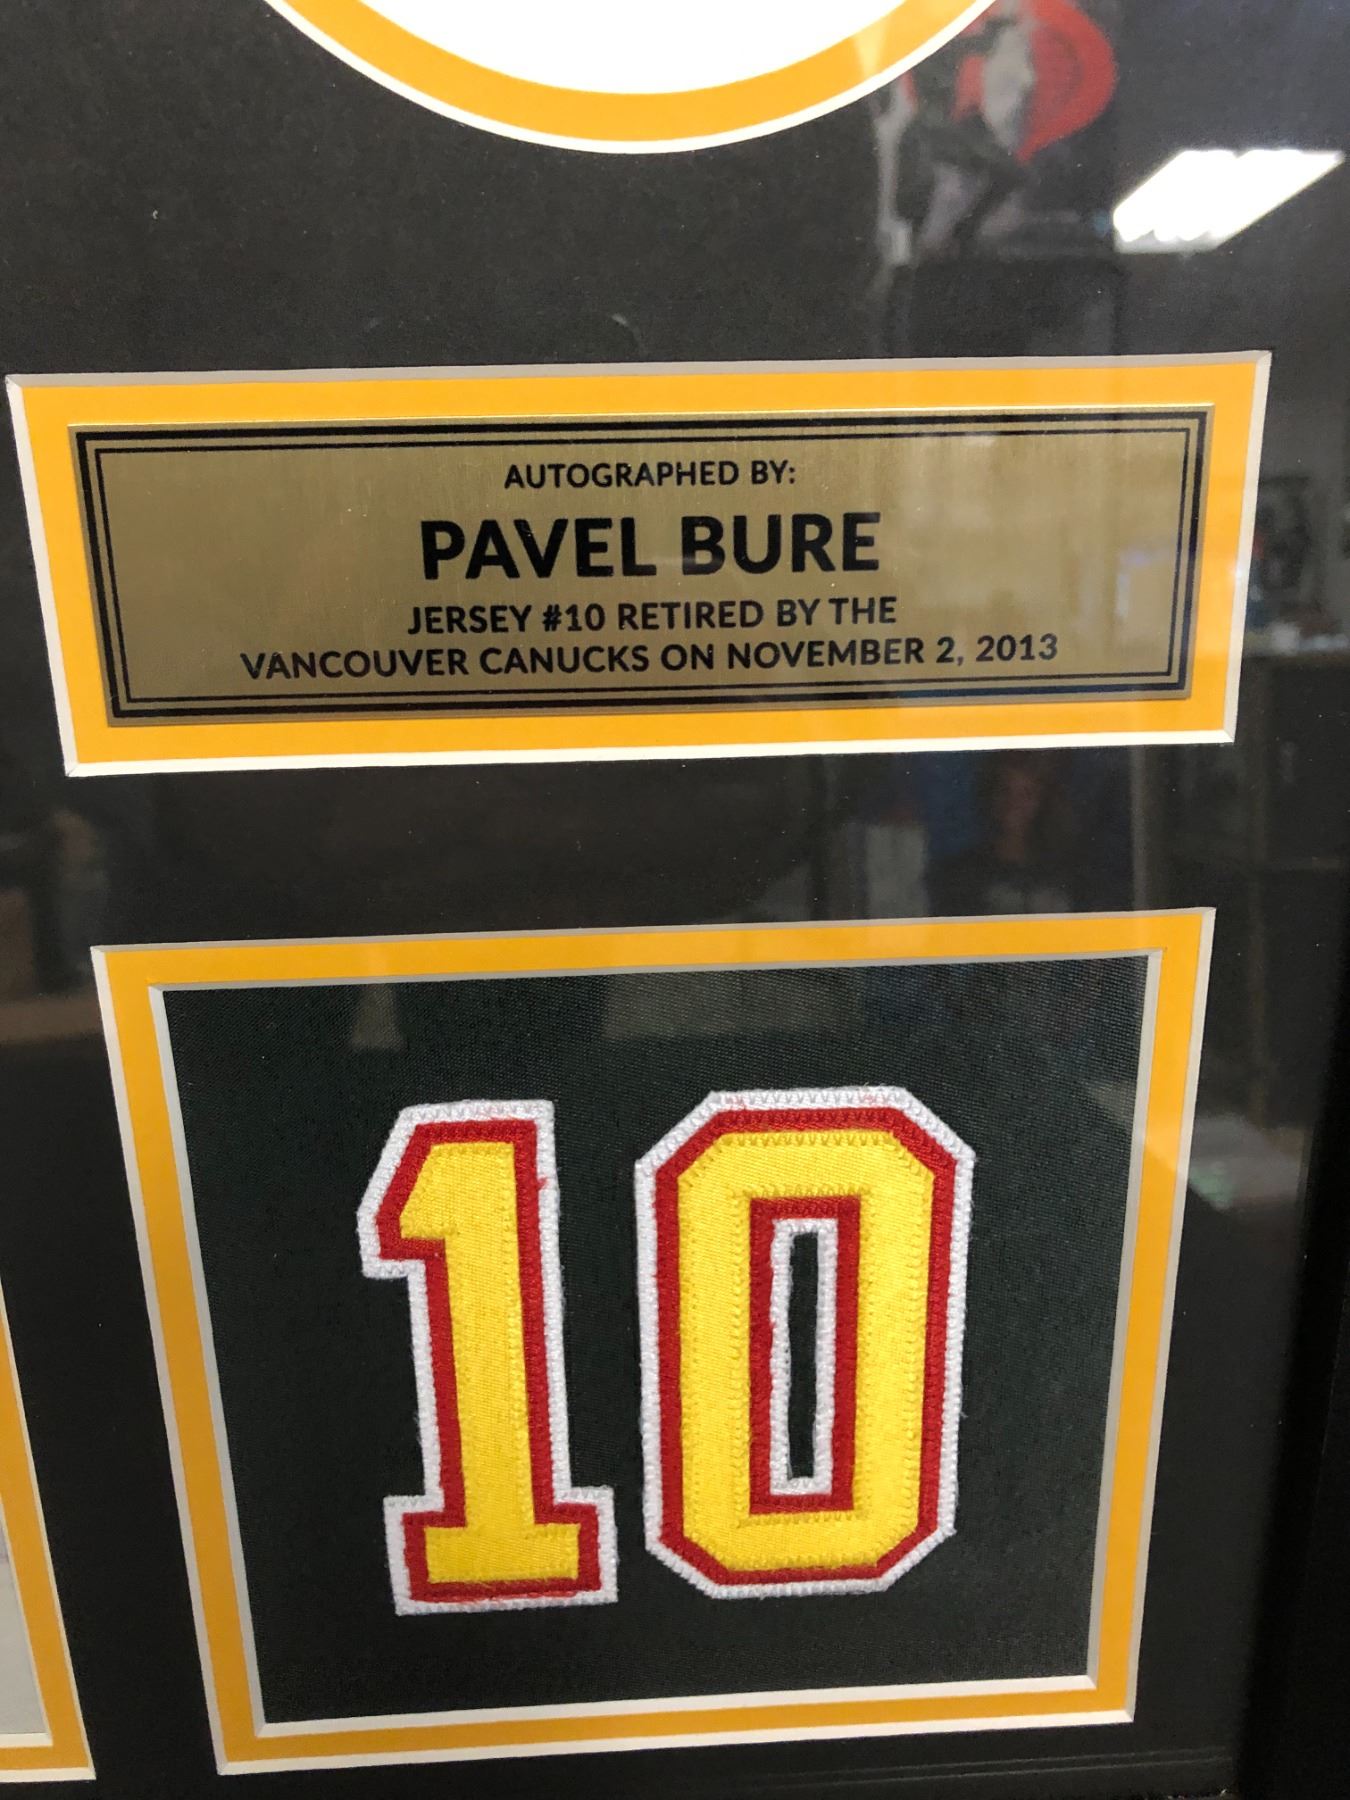 AUTOGRAPHED BY:
PAVEL BURE
JERSEY #10 RETIRED BY THE
VANCOUVER CANUCKS ON NOVEMBER 2, 2013
10